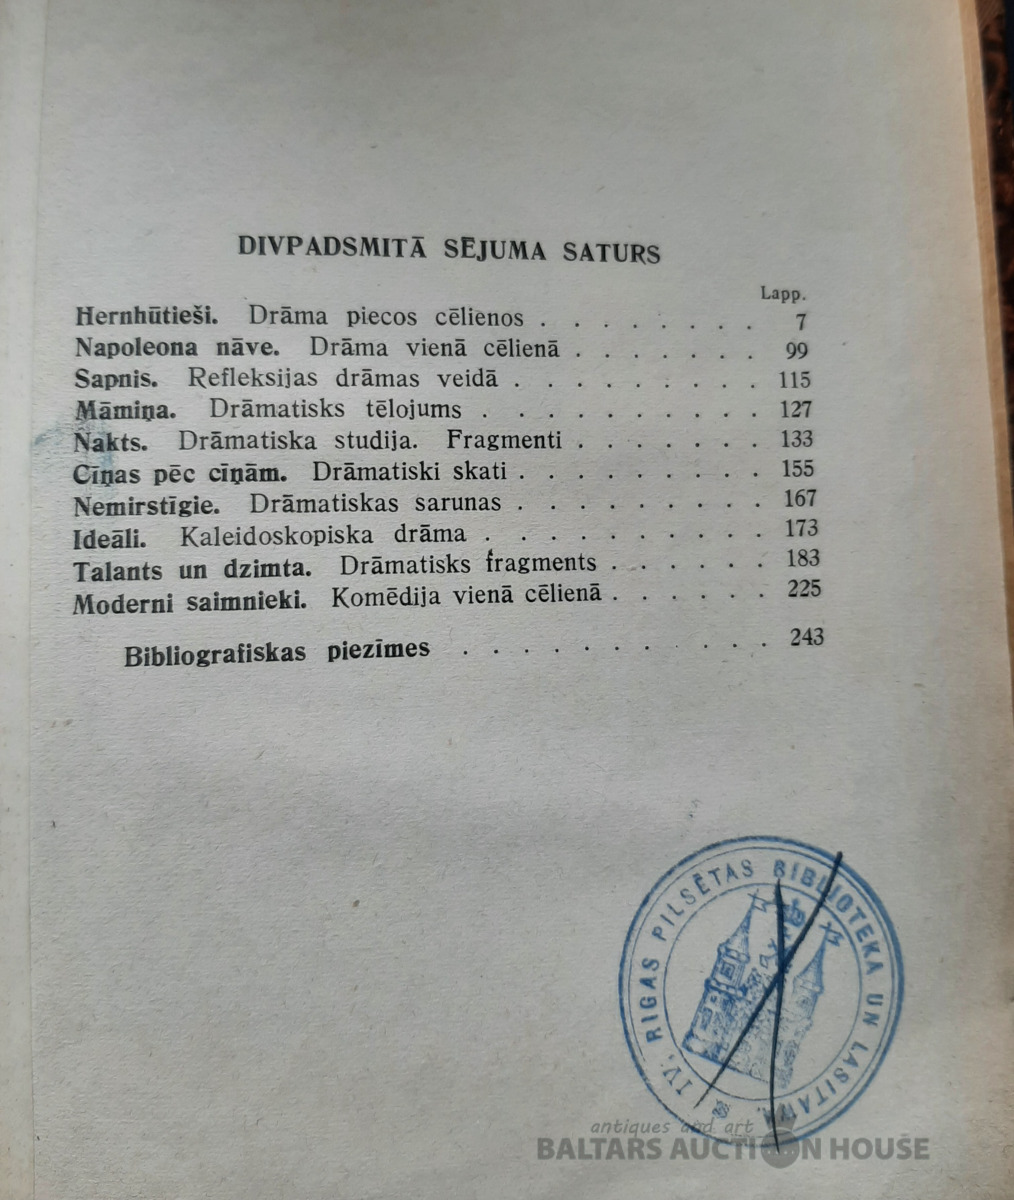 DIVPADSMITĀ SĒJUMA SATURS
Lapp.
Hernhūtieši. Drāma piecos cēlienos . . . . . . . . 7
Napoleona nāve. Drāma vienā cēlienā . . . . . . . 99
Sapnis. Refleksijas drāmas veidā . . . . . . . . . 115
Māmiņa. Drāmatisks tēlojums . . . . . . . . . . 127
Nakts. Drāmatiska studija. Fragmenti . . . . . . . 133
Cīņas pēc cīņām. Drāmatiski skati . . . . . . . . . 155
Nemirstīgie. Drāmatiskas sarunas . . . . . . . . . 167
Ideāli. Kaleidoskopiska drāma . . . . . . . . . . 173
Talants un dzimta. Drāmatisks fragments . . . . . . 183
Moderni saimnieki. Komēdija vienā cēlienā . . . . . . 225
Bibliografiskas piezīmes . . . . . . . . . . . 243
IV. RIGAS PILSĒTAS BIBLIOTEKA UN LASITAVA
antiques and art
BALTARS AUCTION HOUSE